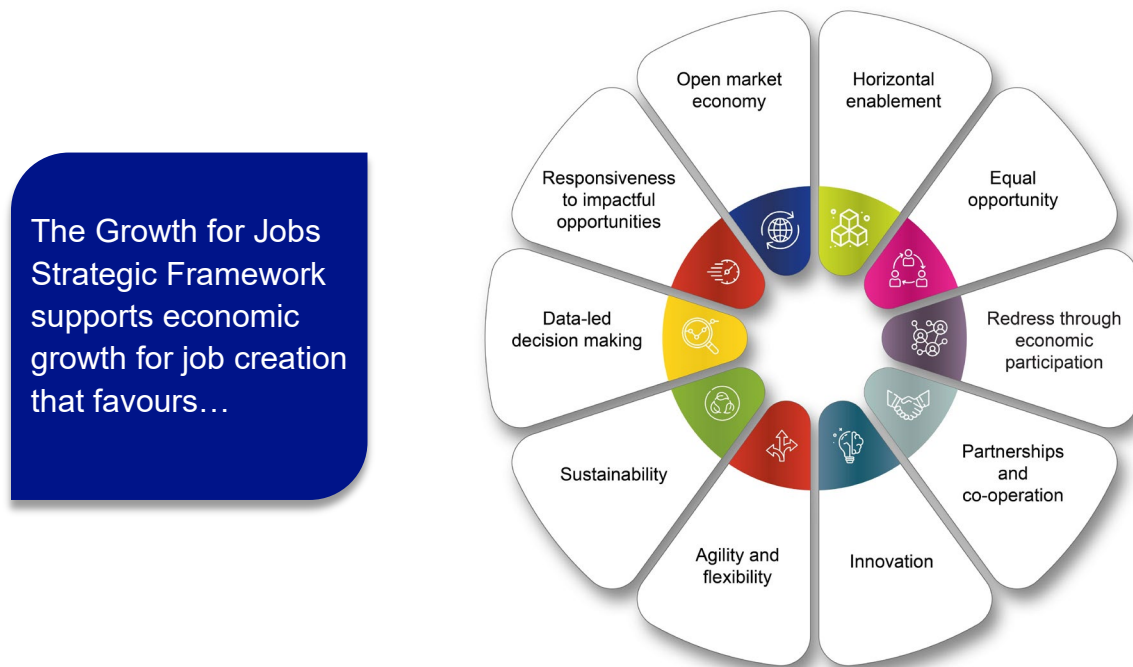 The Growth for Jobs
Strategic Framework
supports economic
growth for job creation
that favours…
Open market
economy
Horizontal
enablement
Equal
opportunity
Redress through
economic
participation
Partnerships
and
co-operation
Innovation
Agility and
flexibility
Sustainability
Data-led
decision making
Responsiveness
to impactful
opportunities